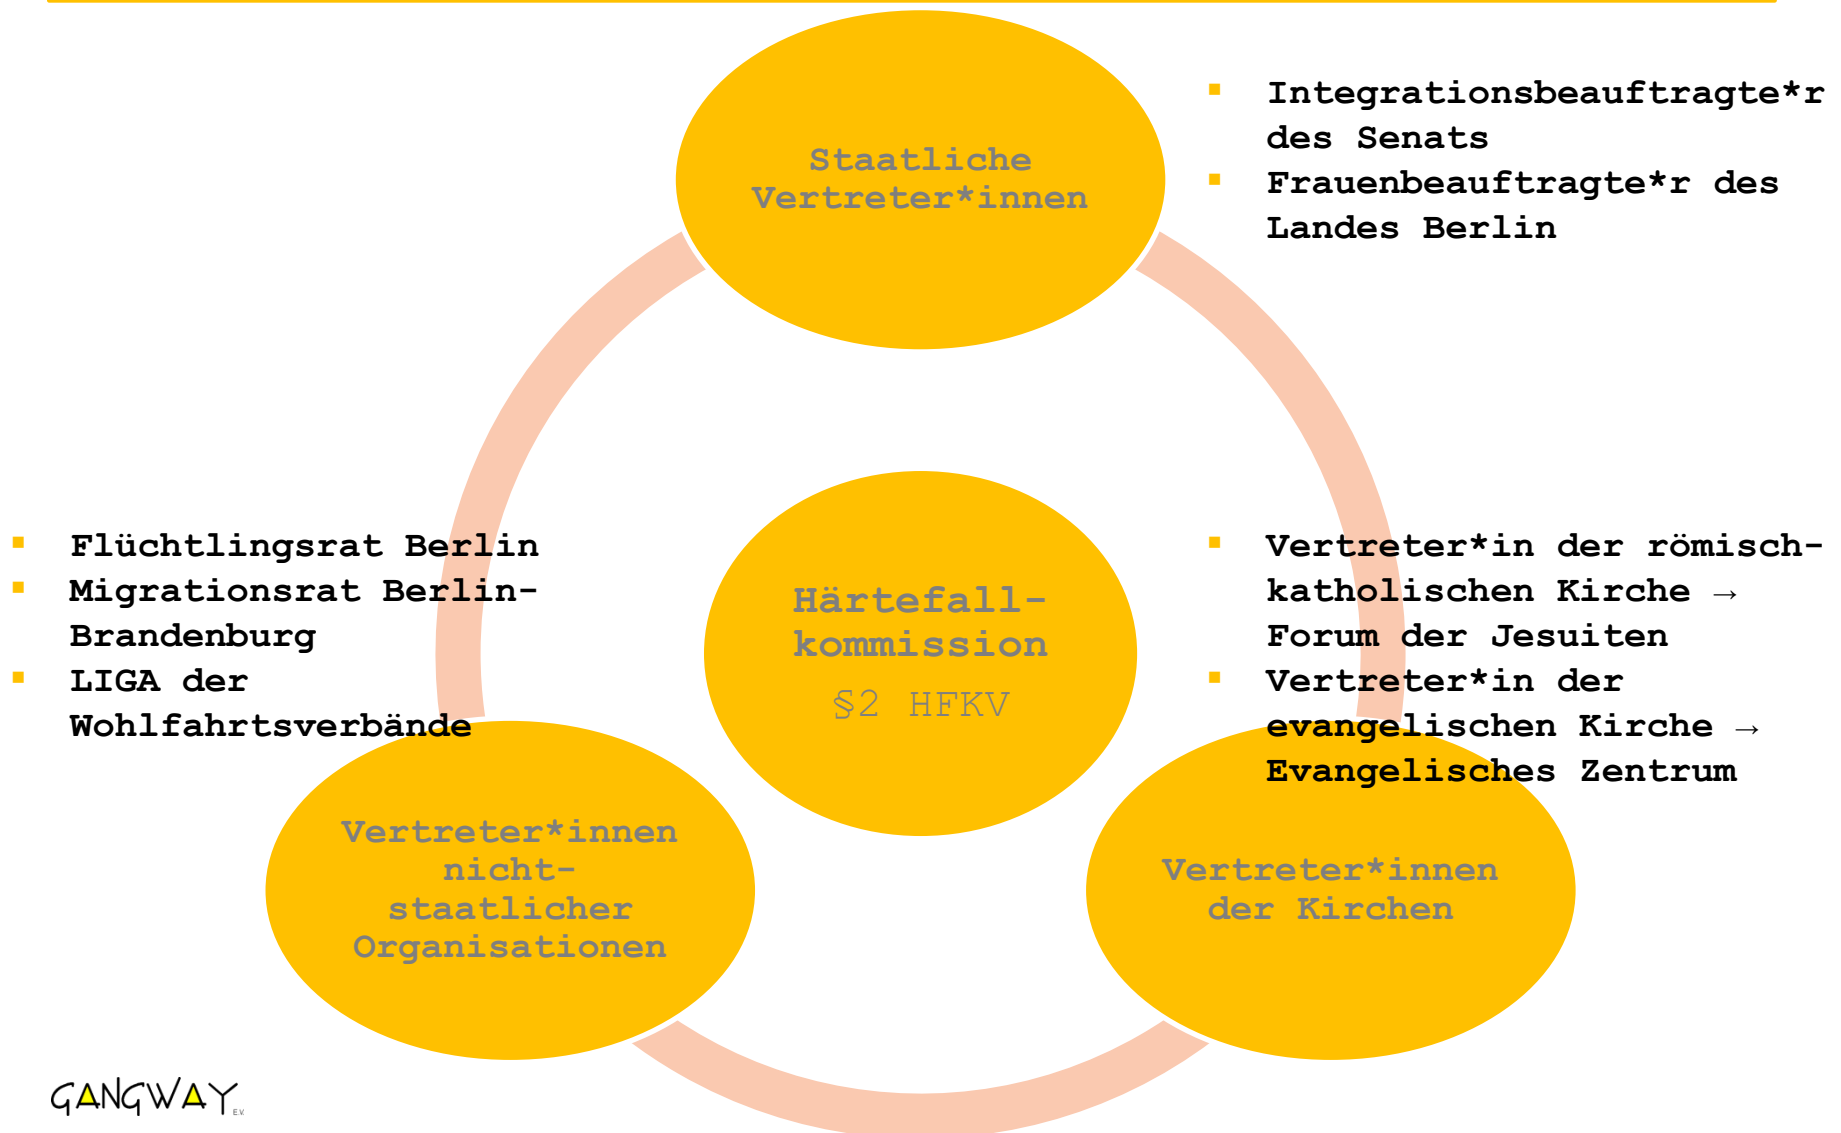 Staatliche
Vertreter*innen
▪ Integrationsbeauftragte*r
des Senats
▪ Frauenbeauftragte*r des
Landes Berlin
▪ Flüchtlingsrat Berlin
▪ Migrationsrat Berlin-
Brandenburg
▪ LIGA der
Wohlfahrtsverbände
Härtefall-
kommission
§2 HFKV
▪ Vertreter*in der römisch-
katholischen Kirche →
Forum der Jesuiten
▪ Vertreter*in der
evangelischen Kirche →
Evangelisches Zentrum
Vertreter*innen
nicht-
staatlicher
Organisationen
Vertreter*innen
der Kirchen
GANGWAY E.V.